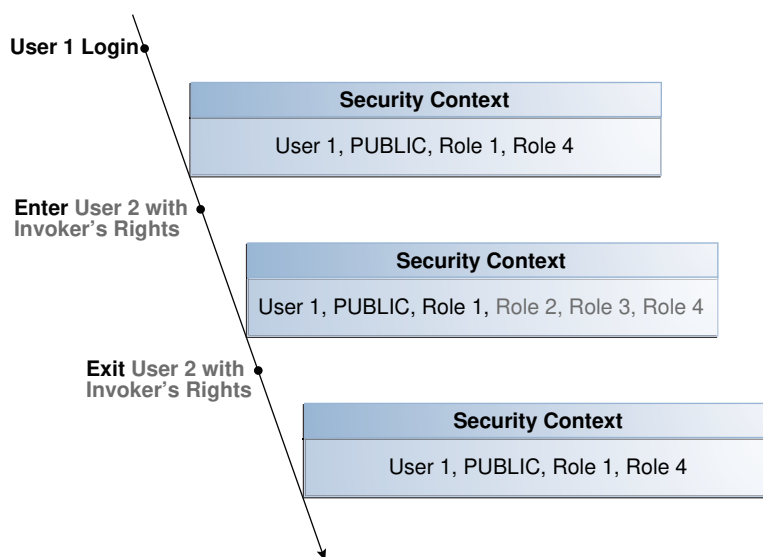 User 1 Login
Security Context
User 1, PUBLIC, Role 1, Role 4
Enter User 2 with
Invoker's Rights
Security Context
User 1, PUBLIC, Role 1, Role 2, Role 3, Role 4
Exit User 2 with
Invoker's Rights
Security Context
User 1, PUBLIC, Role 1, Role 4